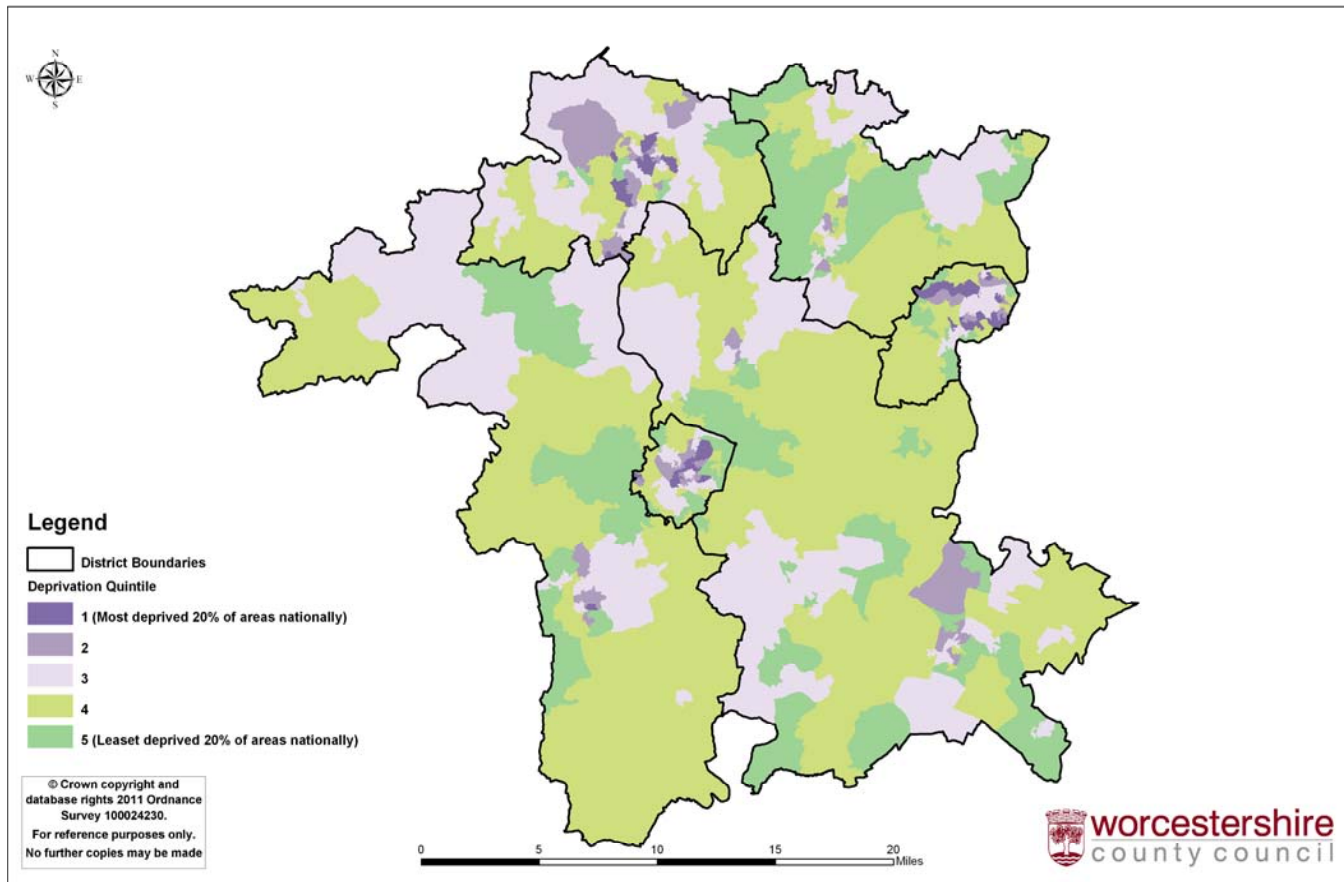 N
W E
S
Legend
District Boundaries
Deprivation Quintile
1 (Most deprived 20% of areas nationally)
2
3
4
5 (Leaset deprived 20% of areas nationally)
© Crown copyright and
database rights 2011 Ordnance
Survey 100024230.
For reference purposes only.
No further copies may be made
0 5 10 15 20
Miles
worcestershire
county council